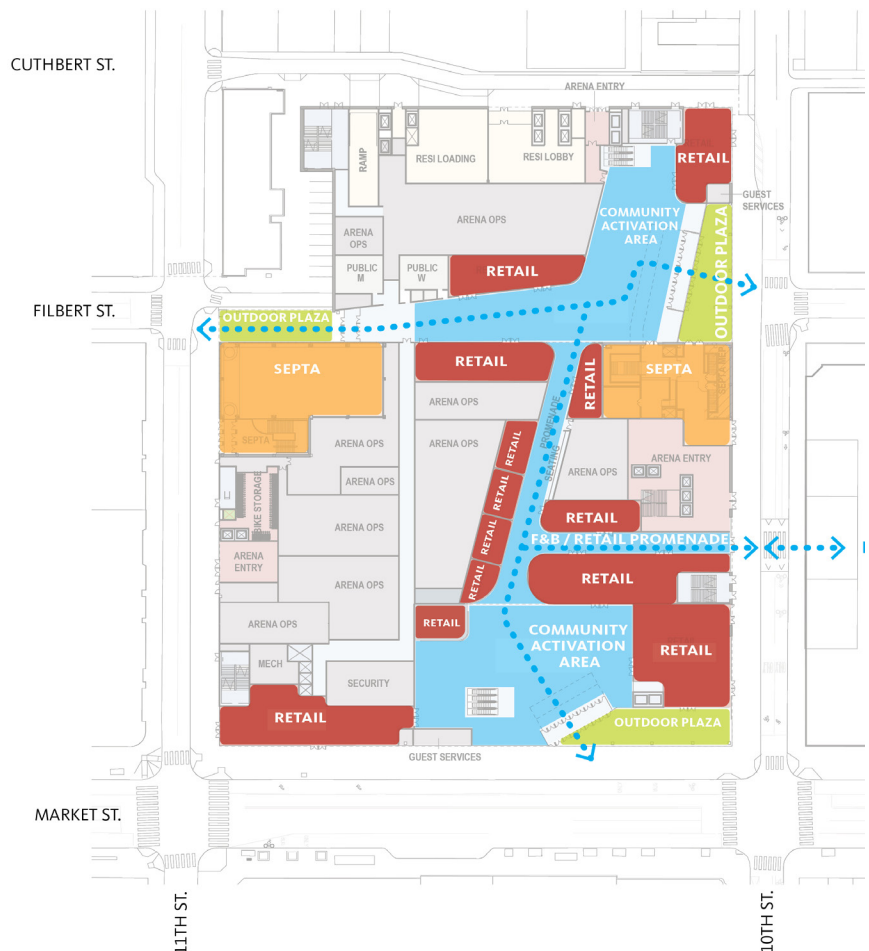 CUTHBERT ST.
ARENA ENTRY
RAMP
RESI LOADING
RESI LOBBY
RETAIL
GUEST
SERVICES
ARENA OPS
COMMUNITY
ACTIVATION
AREA
OUTDOOR PLAZA
ARENA
OPS
PUBLIC
M
PUBLIC
W
RETAIL
FILBERT ST.
OUTDOOR PLAZA
SEPTA
RETAIL
RETAIL
SEPTA
ARENA OPS
PROMENADE
SEATING
SEPTA
ARENA OPS
ARENA OPS
RETAIL
ARENA OPS
ARENA ENTRY
ARENA OPS
RETAIL
BIKE STORAGE
ARENA OPS
RETAIL
RETAIL
F&B / RETAIL PROMENADE
ARENA
ENTRY
ARENA OPS
RETAIL
RETAIL
ARENA OPS
RETAIL
COMMUNITY
ACTIVATION
AREA
RETAIL
MECH
SECURITY
RETAIL
OUTDOOR PLAZA
GUEST SERVICES
MARKET ST.
11TH ST.
10TH ST.